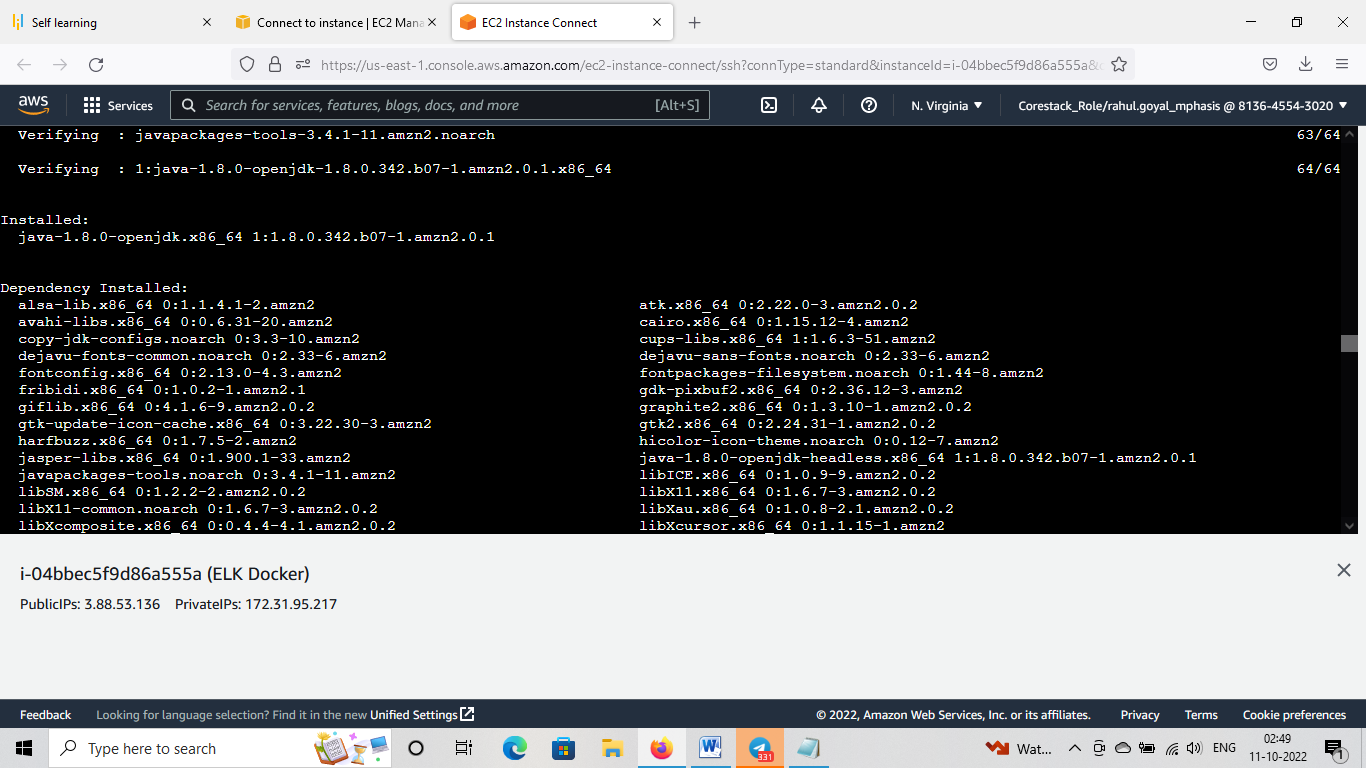 Self learning
Connect to instance | EC2 Mana
EC2 Instance Connect
https://us-east-1.console.aws.amazon.com/ec2-instance-connect/ssh?connType=standard&instanceId=i-04bbec5f9d86a555a&
aws Services Search for services, features, blogs, docs, and more [Alt+S] N. Virginia Corestack_Role/rahul.goyal_mphasis @ 8136-4554-3020
Verifying : javapackages-tools-3.4.1-11.amzn2.noarch 63/64
Verifying : 1:java-1.8.0-openjdk-1.8.0.342.b07-1.amzn2.0.1.x86_64 64/64
Installed:
java-1.8.0-openjdk.x86_64 1:1.8.0.342.b07-1.amzn2.0.1
Dependency Installed:
alsa-lib.x86_64 0:1.1.4.1-2.amzn2 atk.x86_64 0:2.22.0-3.amzn2.0.2
avahi-libs.x86_64 0:0.6.31-20.amzn2 cairo.x86_64 0:1.15.12-4.amzn2
copy-jdk-configs.noarch 0:3.3-10.amzn2 cups-libs.x86_64 1:1.6.3-51.amzn2
dejavu-fonts-common.noarch 0:2.33-6.amzn2 dejavu-sans-fonts.noarch 0:2.33-6.amzn2
fontconfig.x86_64 0:2.13.0-4.3.amzn2 fontpackages-filesystem.noarch 0:1.44-8.amzn2
fribidi.x86_64 0:1.0.2-1.amzn2.1 gdk-pixbuf2.x86_64 0:2.36.12-3.amzn2
giflib.x86_64 0:4.1.6-9.amzn2.0.2 graphite2.x86_64 0:1.3.10-1.amzn2.0.2
gtk-update-icon-cache.x86_64 0:3.22.30-3.amzn2 gtk2.x86_64 0:2.24.31-1.amzn2.0.2
harfbuzz.x86_64 0:1.7.5-2.amzn2 hicolor-icon-theme.noarch 0:0.12-7.amzn2
jasper-libs.x86_64 0:1.900.1-33.amzn2 java-1.8.0-openjdk-headless.x86_64 1:1.8.0.342.b07-1.amzn2.0.1
javapackages-tools.noarch 0:3.4.1-11.amzn2 libICE.x86_64 0:1.0.9-9.amzn2.0.2
libSM.x86_64 0:1.2.2-2.amzn2.0.2 libX11.x86_64 0:1.6.7-3.amzn2.0.2
libX11-common.noarch 0:1.6.7-3.amzn2.0.2 libXau.x86_64 0:1.0.8-2.1.amzn2.0.2
libXcomposite.x86_64 0:0.4.4-4.1.amzn2.0.2 libXcursor.x86_64 0:1.1.15-1.amzn2
i-04bbec5f9d86a555a (ELK Docker)
PublicIPs: 3.88.53.136 PrivateIPs: 172.31.95.217
Feedback Looking for language selection? Find it in the new Unified Settings © 2022, Amazon Web Services, Inc. or its affiliates. Privacy Terms Cookie preferences
Type here to search 331 Wat... ENG 02:49
11-10-2022 1